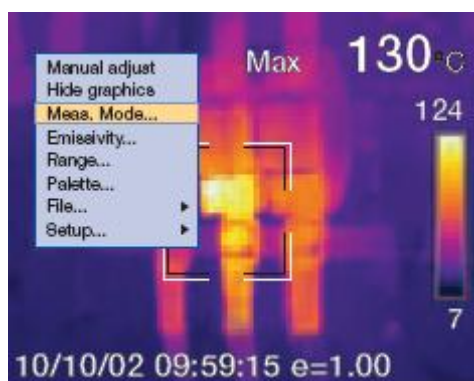 Max 130°C
Manual adjust
Hide graphics
Meas. Mode...
Emissivity...
Range...
Palette...
File...
Setup...
124
7
10/10/02 09:59:15 e=1.00